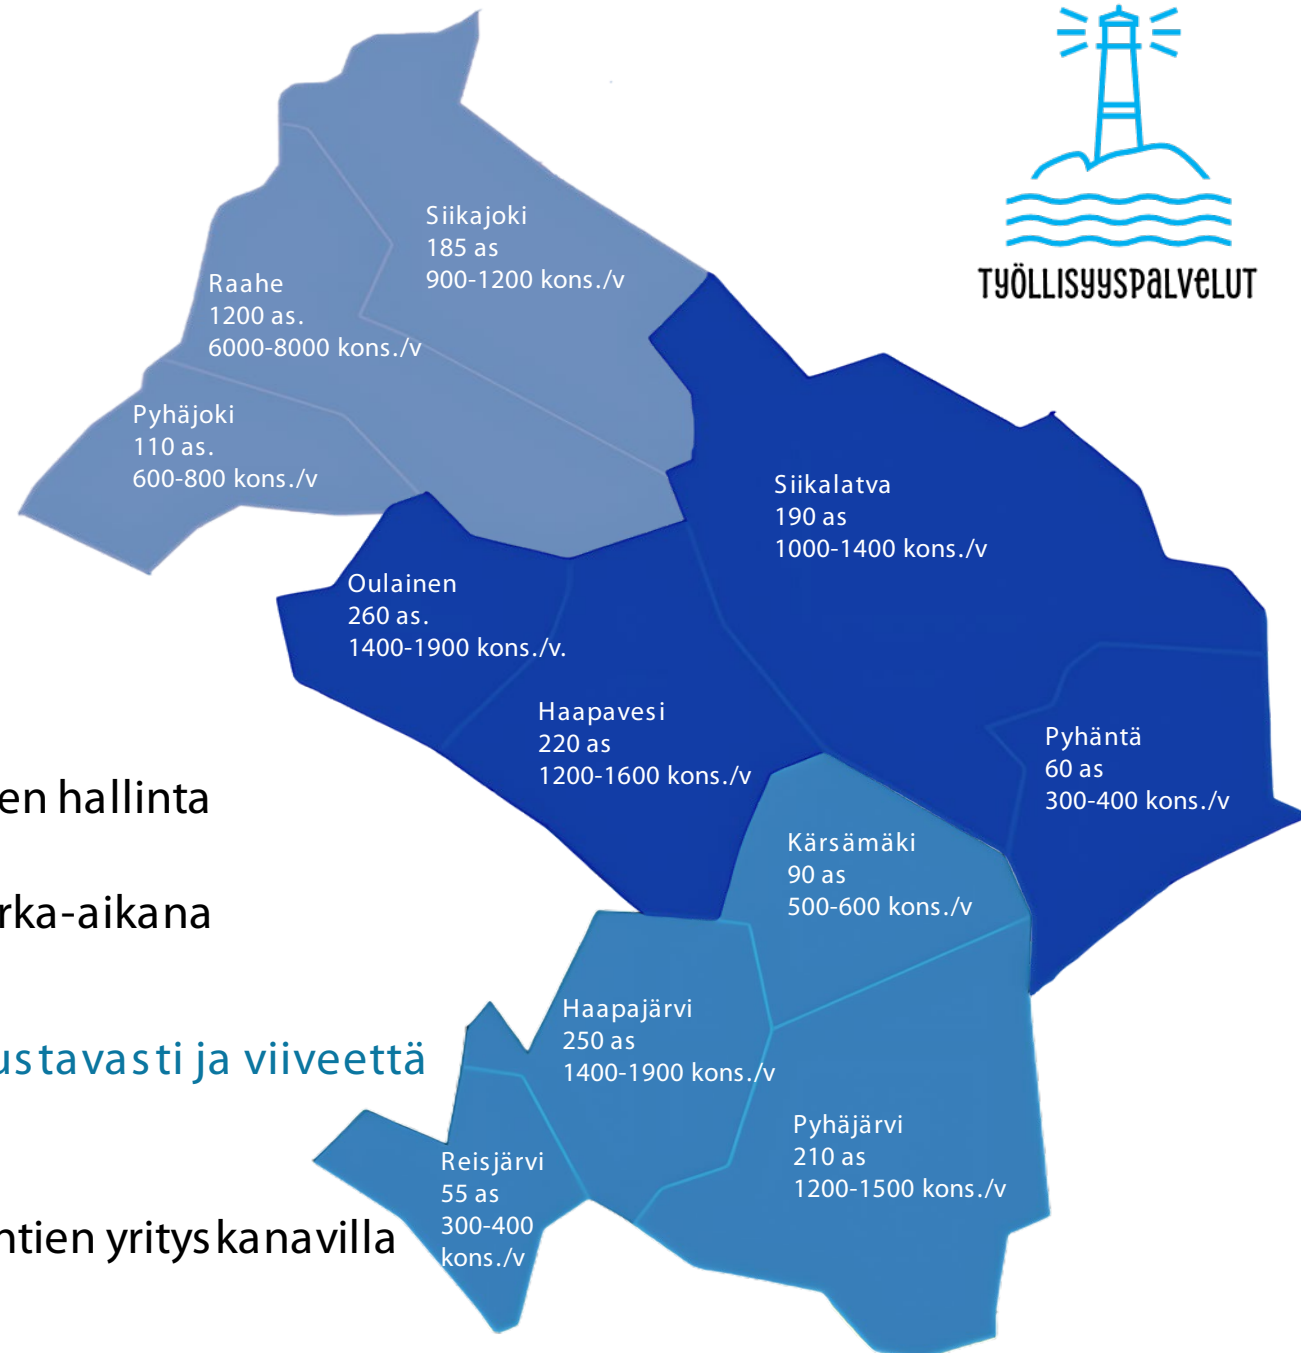 TYÖLLISYYSPALVELUT
Siikajoki
185 as
900-1200 kons./v
Raahe
1200 as.
6000-8000 kons./v
Pyhäjoki
110 as.
600-800 kons./v
Siikalatva
190 as
1000-1400 kons./v
Oulainen
260 as.
1400-1900 kons./v.
Haapavesi
220 as
1200-1600 kons./v
Pyhäntä
60 as
300-400 kons./v
en hallinta
Kärsämäki
90 as
500-600 kons./v
rka-aikana
Haapajärvi
250 as
1400-1900 kons./v
ustavasti ja viiveettä
Pyhäjärvi
210 as
1200-1500 kons./v
Reisjärvi
55 as
300-400
kons./v
ntien yrityskanavilla